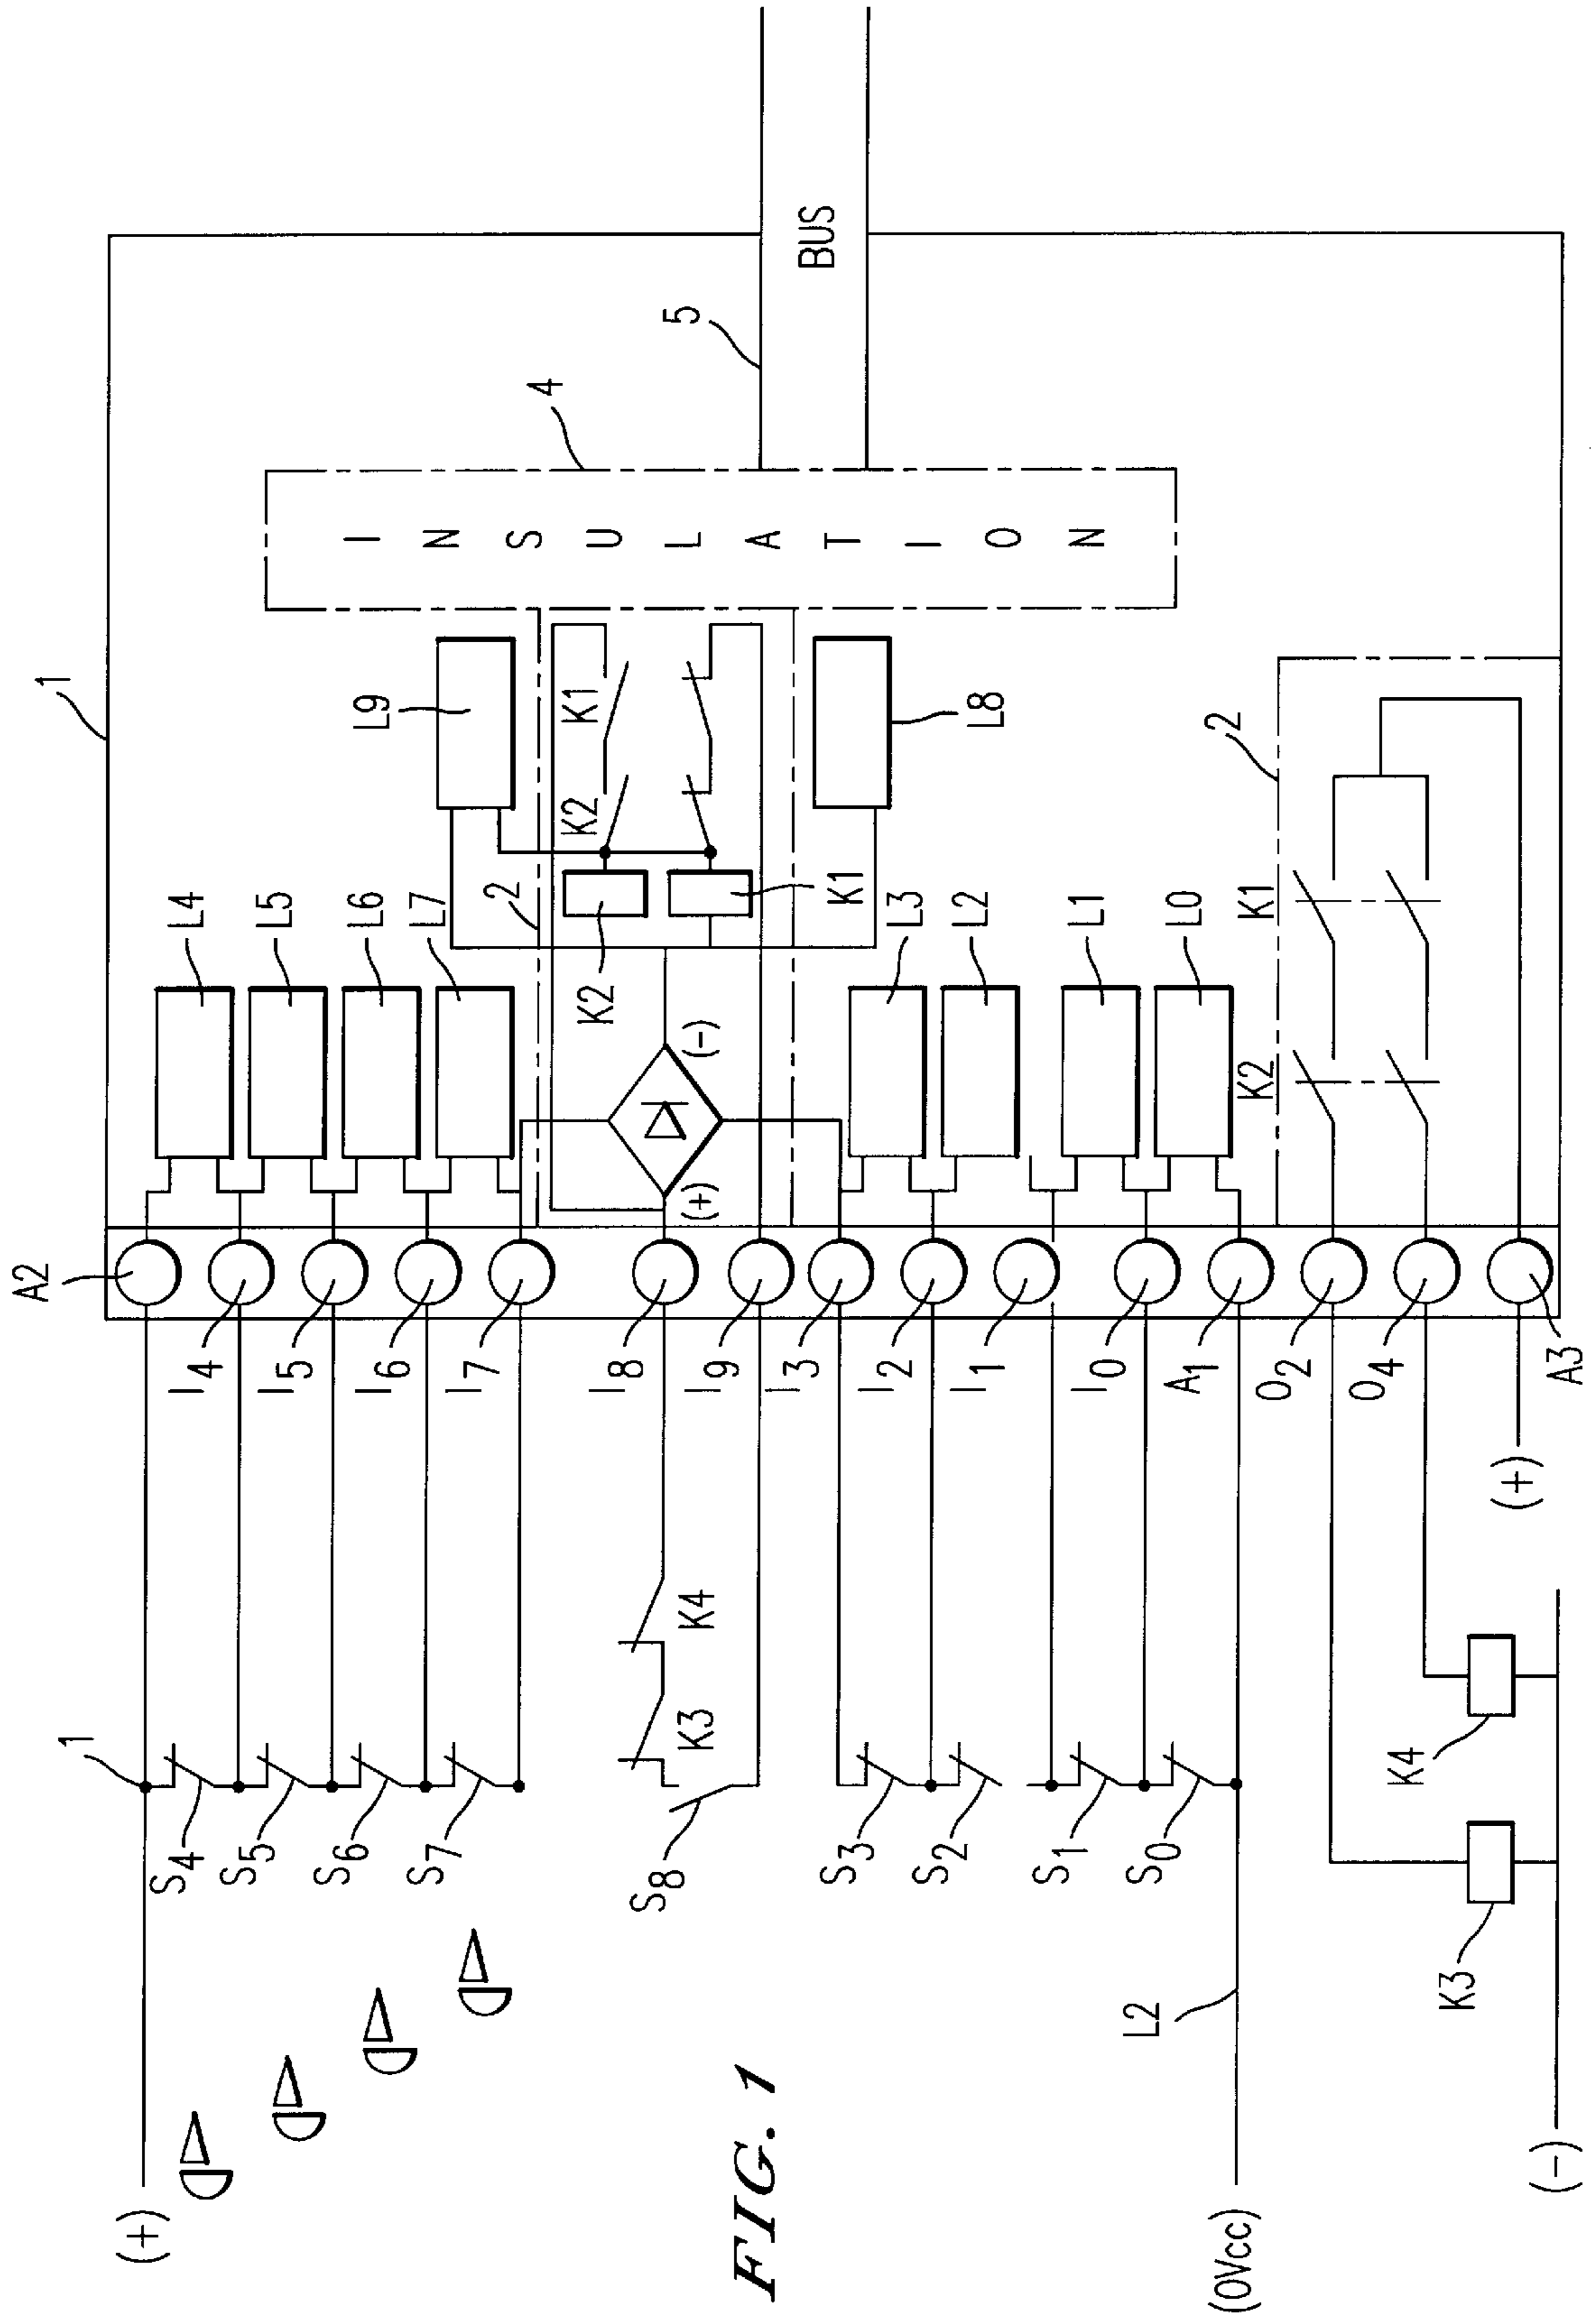 1
BUS
5
4
INSULATION
L9
K1
K2
L8
2
2
L4
L5
L6
L7
K2
K1
L3
L2
L1
L0
K1
K2
(-)
(+)
A2
I4
I5
I6
I7
I8
I9
I3
I2
I1
I0
A1
O2
O4
A3
(+)
K4
K3
1
S4
S5
S6
S7
S8
S3
S2
S1
S0
K4
K3
L2
(+)
(0Vcc)
(-)
FIG. 1